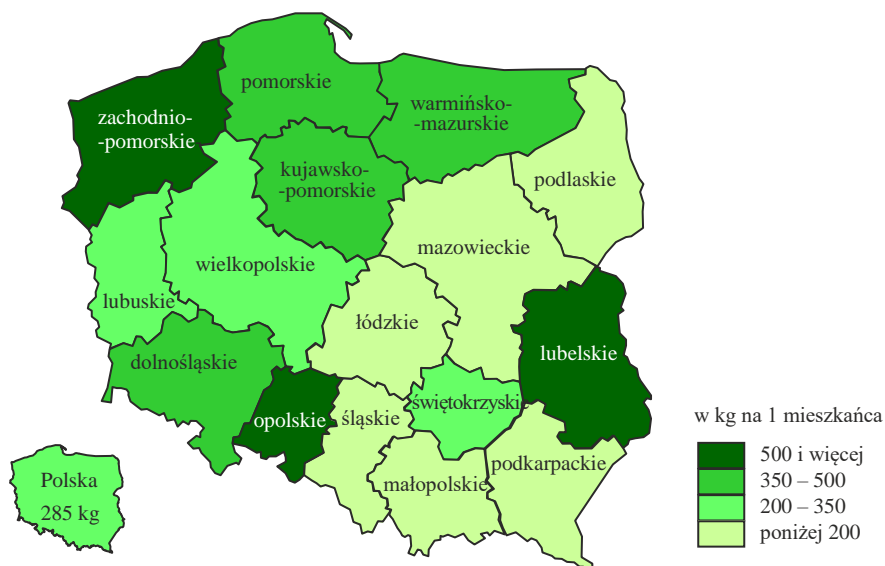 pomorskie
warmińsko-
-mazurskie
zachodnio-
-pomorskie
kujawsko-
-pomorskie
podlaskie
mazowieckie
wielkopolskie
lubuskie
łódzkie
lubelskie
dolnośląskie
świętokrzyskie
opolskie
śląskie
podkarpackie
małopolskie
Polska
285 kg
w kg na 1 mieszkańca
500 i więcej
350 – 500
200 – 350
poniżej 200